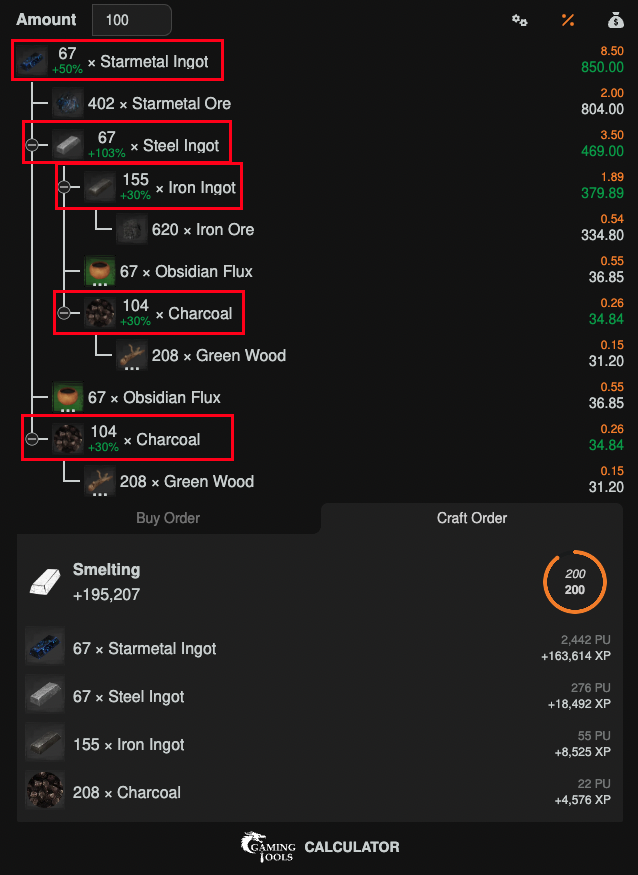 Amount 100
67 +50% × Starmetal Ingot 8.50 850.00
402 × Starmetal Ore 2.00 804.00
67 +103% × Steel Ingot 3.50 469.00
155 +30% × Iron Ingot 1.89 379.89
620 × Iron Ore 0.54 334.80
67 × Obsidian Flux 0.55 36.85
104 +30% × Charcoal 0.26 34.84
208 × Green Wood 0.15 31.20
67 × Obsidian Flux 0.55 36.85
104 +30% × Charcoal 0.26 34.84
208 × Green Wood 0.15 31.20
Buy Order Craft Order
Smelting
+195,207
200
200
67 × Starmetal Ingot 2,442 PU +163,614 XP
67 × Steel Ingot 276 PU +18,492 XP
155 × Iron Ingot 55 PU +8,525 XP
208 × Charcoal 22 PU +4,576 XP
GAMING TOOLS CALCULATOR